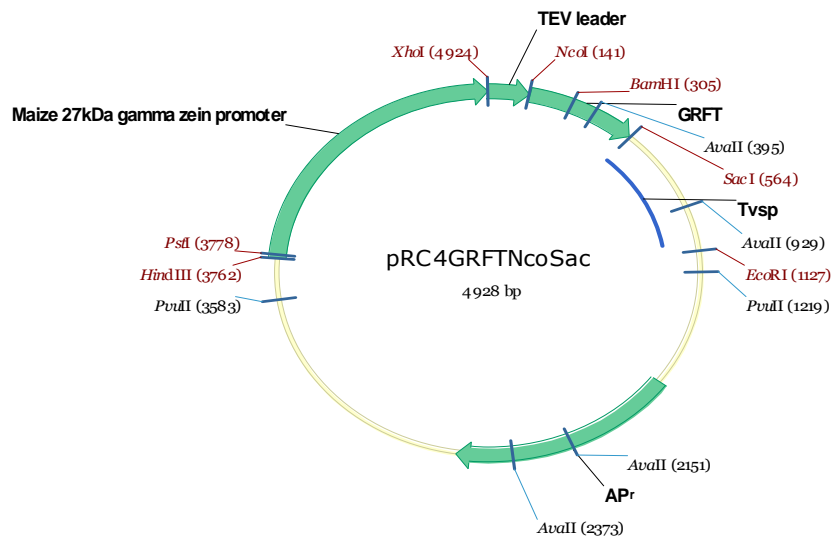 TEV leader
XhoI (4924)
NcoI (141)
BamHI (305)
Maize 27kDa gamma zein promoter
GRFT
AvaII (395)
SacI (564)
Tvsp
AvaII (929)
PstI (3778)
HindIII (3762)
pRC4GRFTNcoSac
EcoRI (1127)
4928 bp
PvuII (3583)
PvuII (1219)
AvaII (2151)
APr
AvaII (2373)